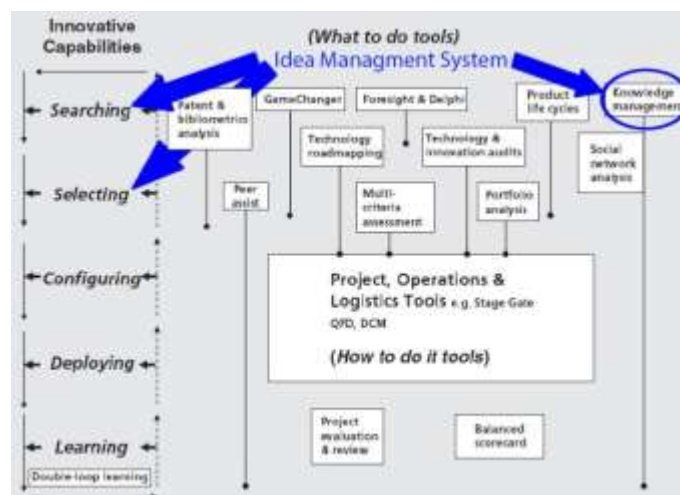 Innovative
Capabilities
(What to do tools)
Idea Managment System
Searching
Patent &
bibliometrics
analysis
GameChanger
Foresight & Delphi
Product
life cycles
Knowledge
management
Technology
roadmapping
Technology &
innovation audits
Social
network
analysis
Selecting
Peer
assist
Multi-
criteria
assessment
Portfolio
analysis
Configuring
Project, Operations &
Logistics Tools e.g. Stage Gate
QFD, DCM
(How to do it tools)
Deploying
Learning
Project
evaluation
& review
Balanced
scorecard
Double-loop learning